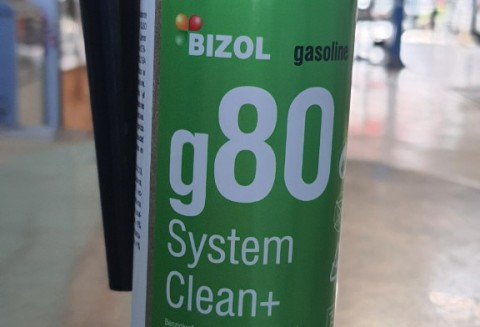 BIZOL gasoline
g80
System
Clean+